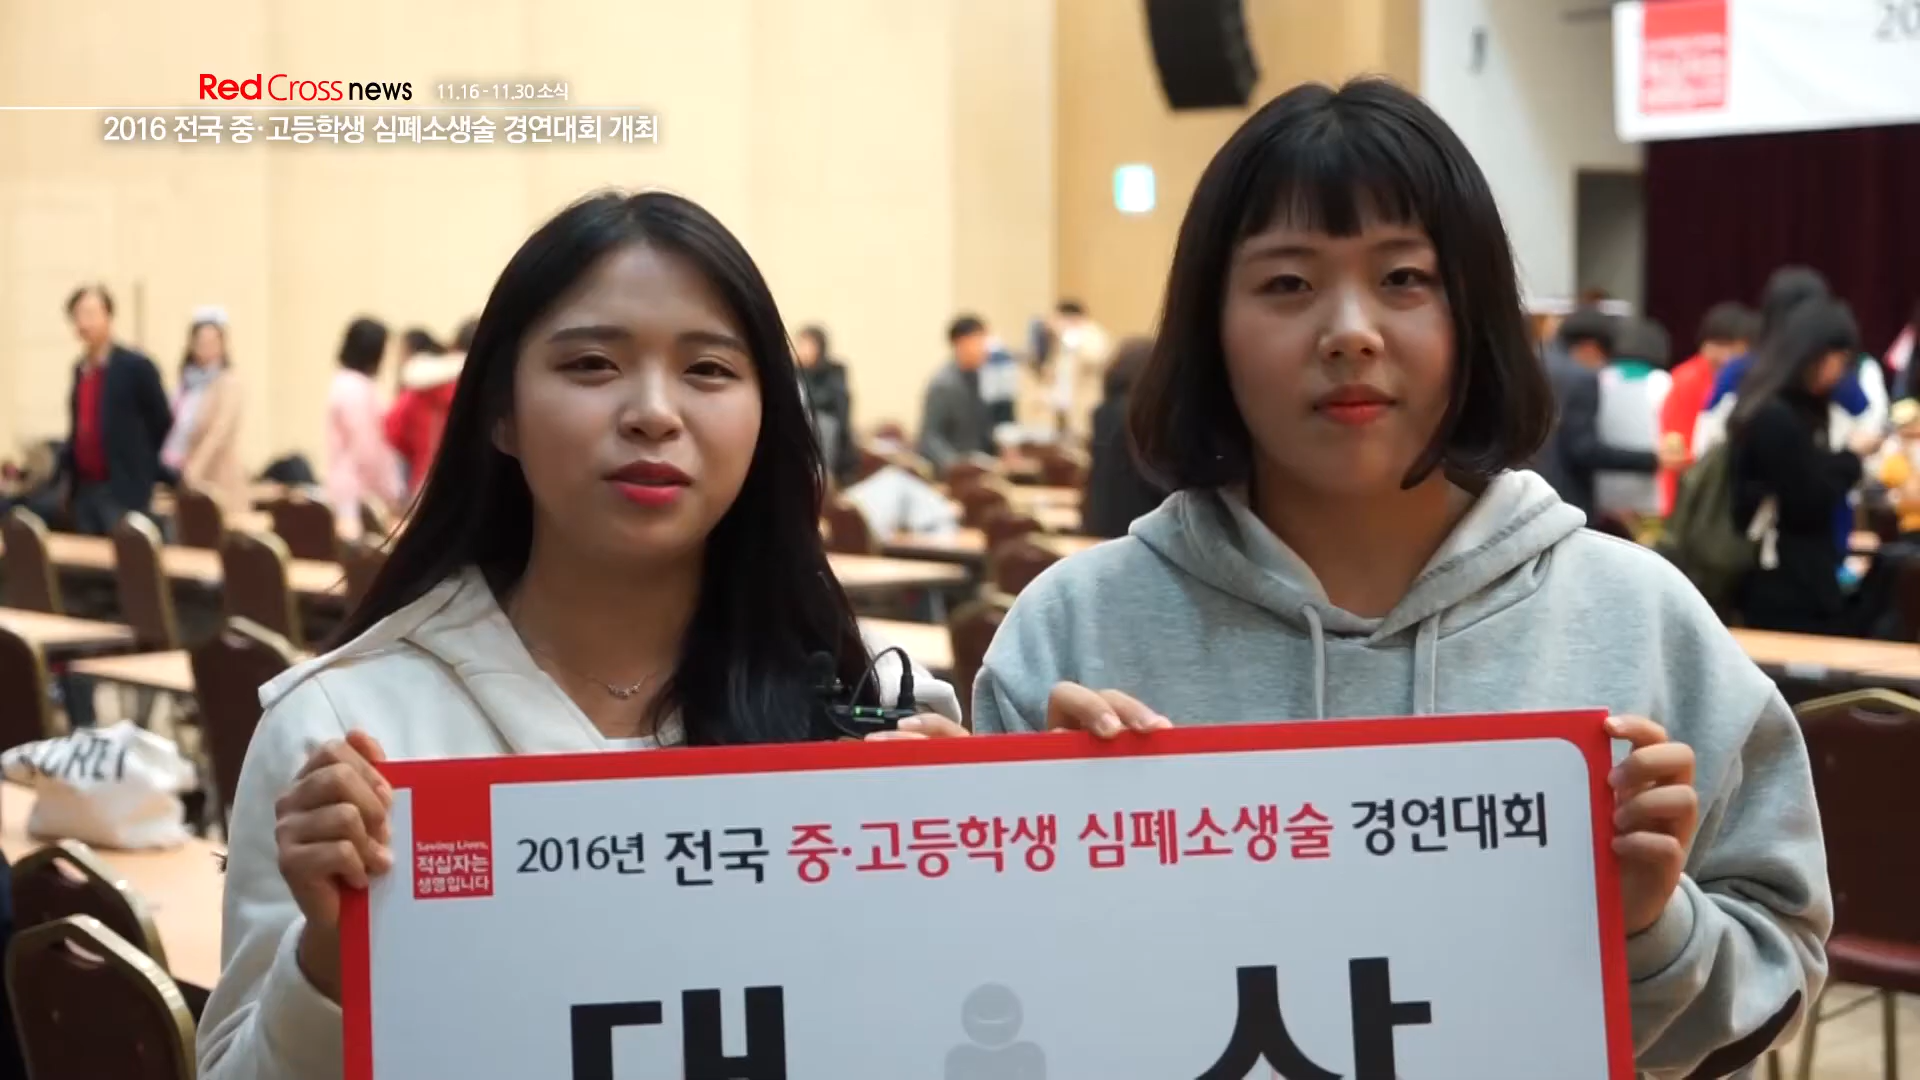 Red Cross news 11.16 - 11.30 소식
2016 전국 중·고등학생 심폐소생술 경연대회 개최
20
Saving Lives,
적십자는
생명입니다
2016년 전국 중·고등학생 심폐소생술 경연대회
대 상